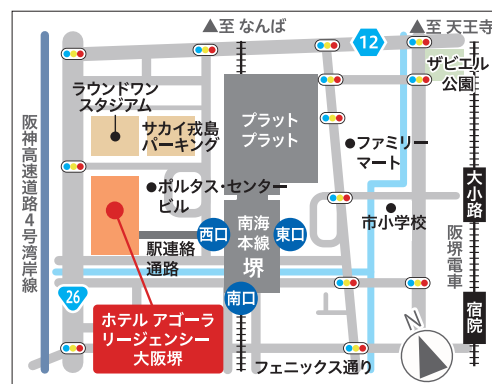 ▲至 なんば
▲至 天王寺
12
ザビエル
公園
ラウンドワン
スタジアム
サカイ戎島
パーキング
プラット
プラット
●ファミリー
マート
阪神高速道路4号湾岸線
●ポルタス・センター
ビル
大小路
市小学校
西口
南海
本線
堺
東口
駅連絡
通路
阪堺電車
26
南口
宿院
ホテル アゴーラ
リージェンシー
大阪堺
フェニックス通り
N